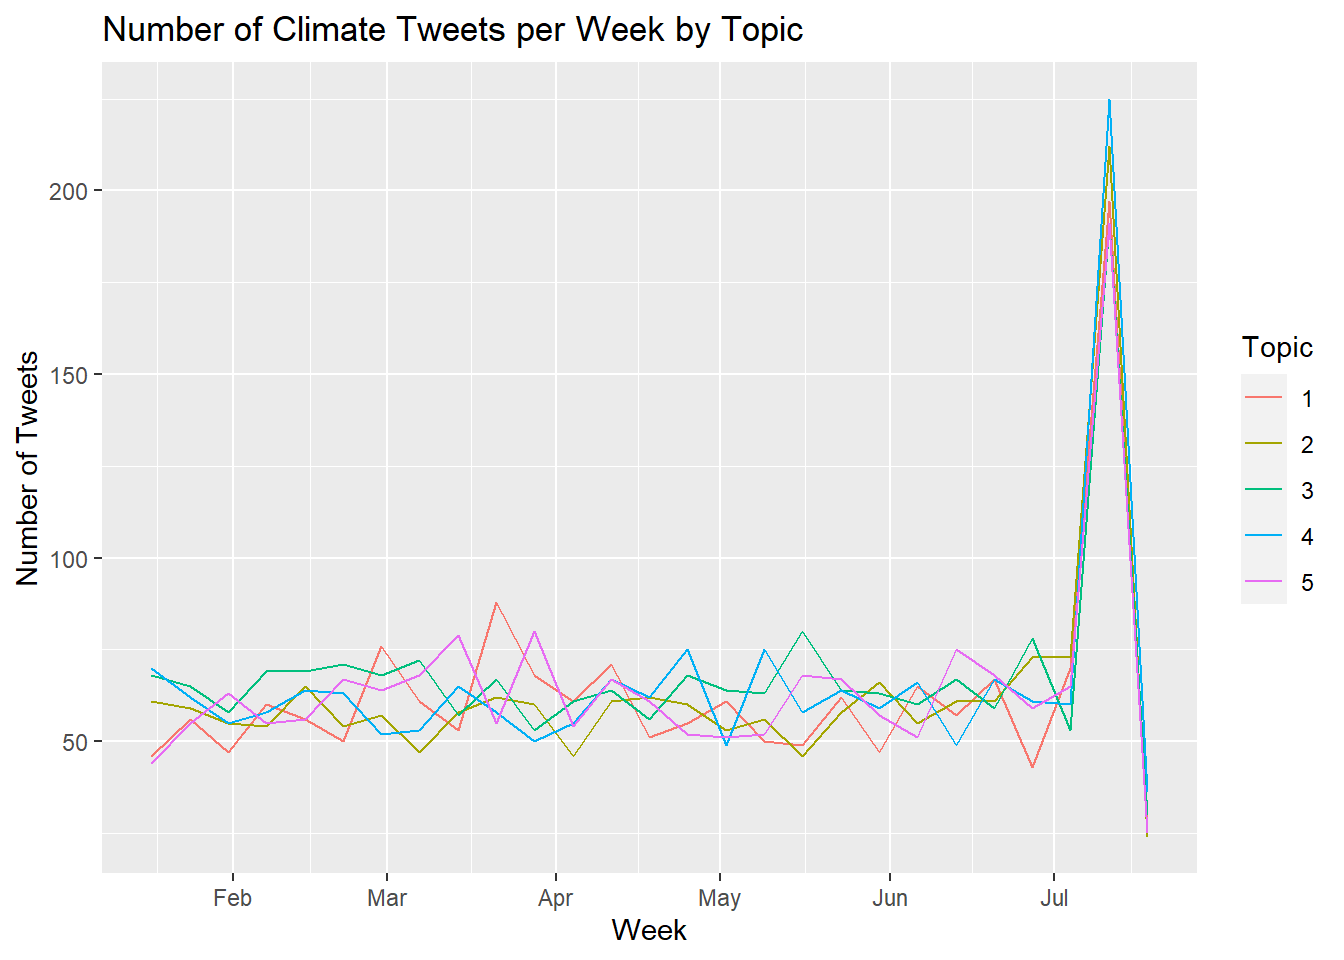 Number of Climate Tweets per Week by Topic
200
150
100
50
Number of Tweets
Feb Mar Apr May Jun Jul
Week
Topic
1
2
3
4
5